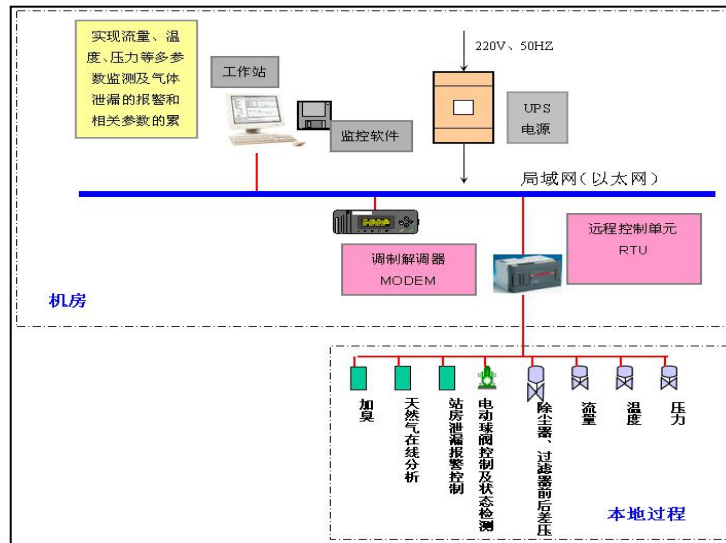 实现流量、温
度、压力等多参
数监测及气体
泄漏的报警和
相关参数的累
工作站
监控软件
220V、50HZ
UPS
电源
局域网(以太网)
调制解调器
MODEM
远程控制单元
RTU
机房
加臭
天然气在线分析
站房泄漏报警控制
电动球阀控制及状态检测
除尘器、过滤器前后差压
流量
温度
压力
本地过程